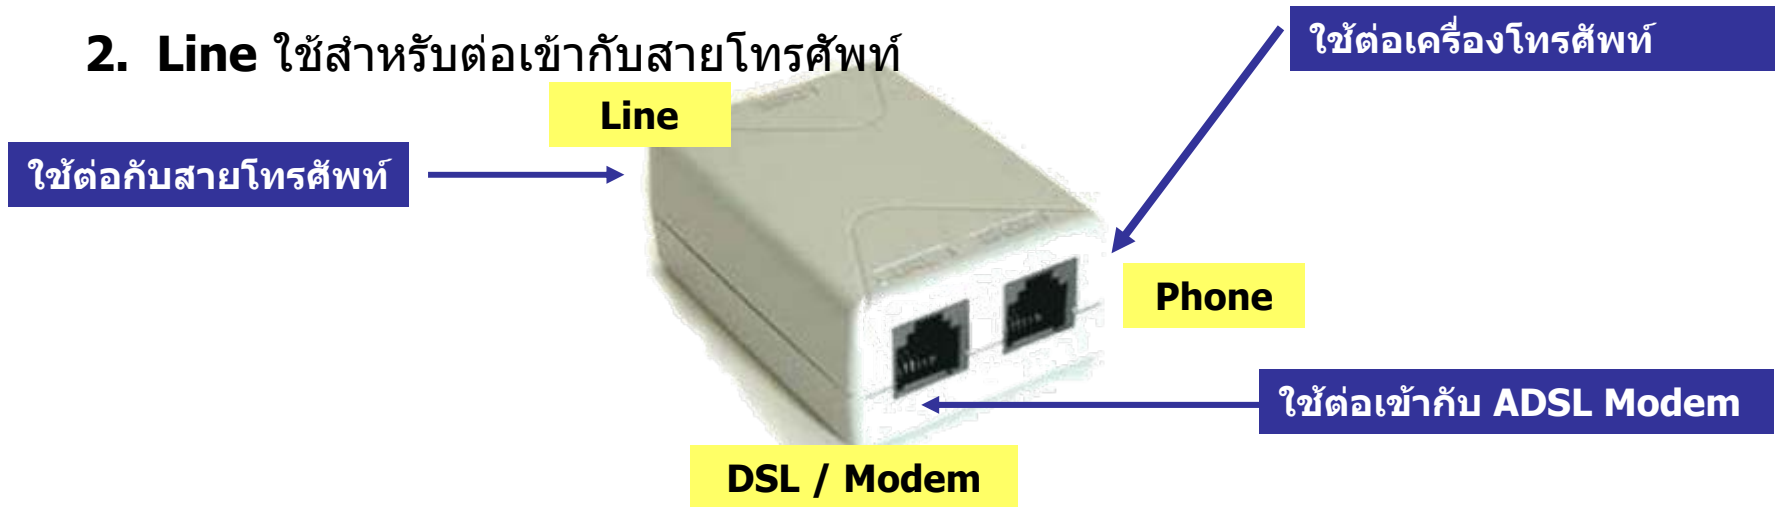 2. Line ใช้สำหรับต่อเข้ากับสายโทรศัพท์
ใช้ต่อเครื่องโทรศัพท์
Line
ใช้ต่อกับสายโทรศัพท์
Phone
ใช้ต่อเข้ากับ ADSL Modem
DSL / Modem